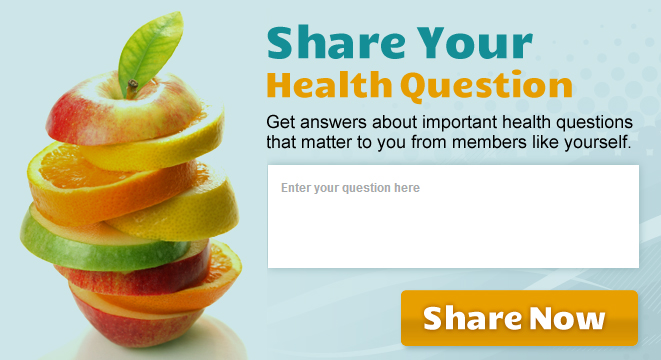 Share Your
Health Question
Get answers about important health questions
that matter to you from members like yourself.
Enter your question here
Share Now